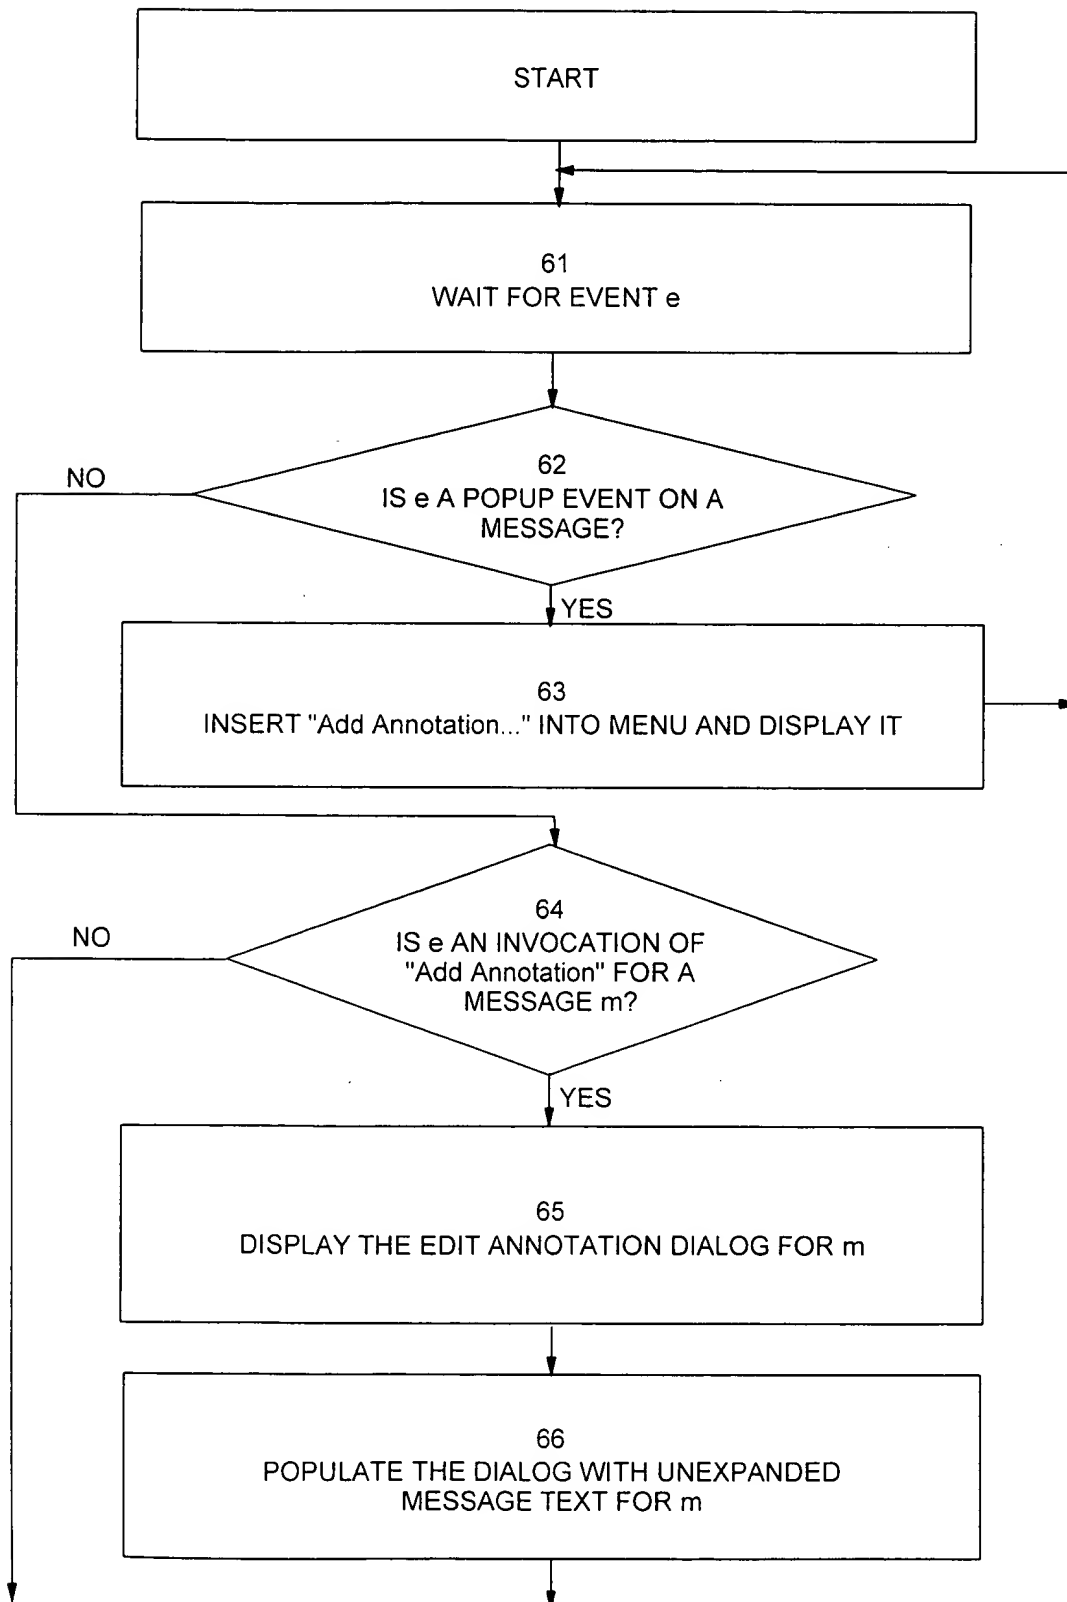 START
61
WAIT FOR EVENT e
NO
62
IS e A POPUP EVENT ON A
MESSAGE?
YES
63
INSERT "Add Annotation..." INTO MENU AND DISPLAY IT
NO
64
IS e AN INVOCATION OF
"Add Annotation" FOR A
MESSAGE m?
YES
65
DISPLAY THE EDIT ANNOTATION DIALOG FOR m
66
POPULATE THE DIALOG WITH UNEXPANDED
MESSAGE TEXT FOR m